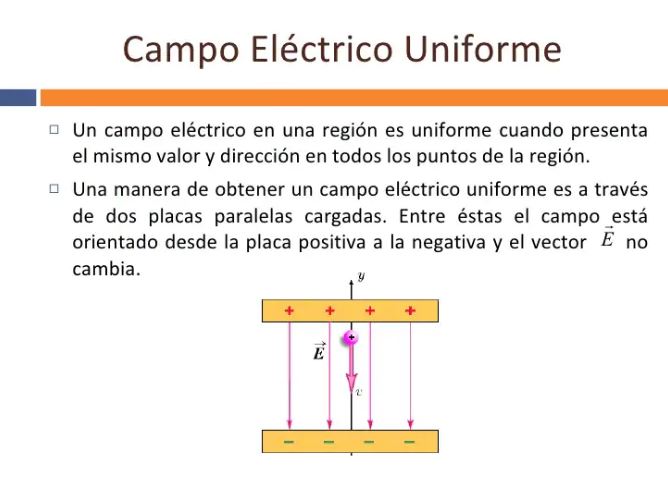 Campo Eléctrico Uniforme
Un campo eléctrico en una región es uniforme cuando presenta
el mismo valor y dirección en todos los puntos de la región.
Una manera de obtener un campo eléctrico uniforme es a través
de dos placas paralelas cargadas. Entre éstas el campo está
orientado desde la placa positiva a la negativa y el vector E⃗ no
cambia.
y
+ + + +
+
E⃗
v
− − − −